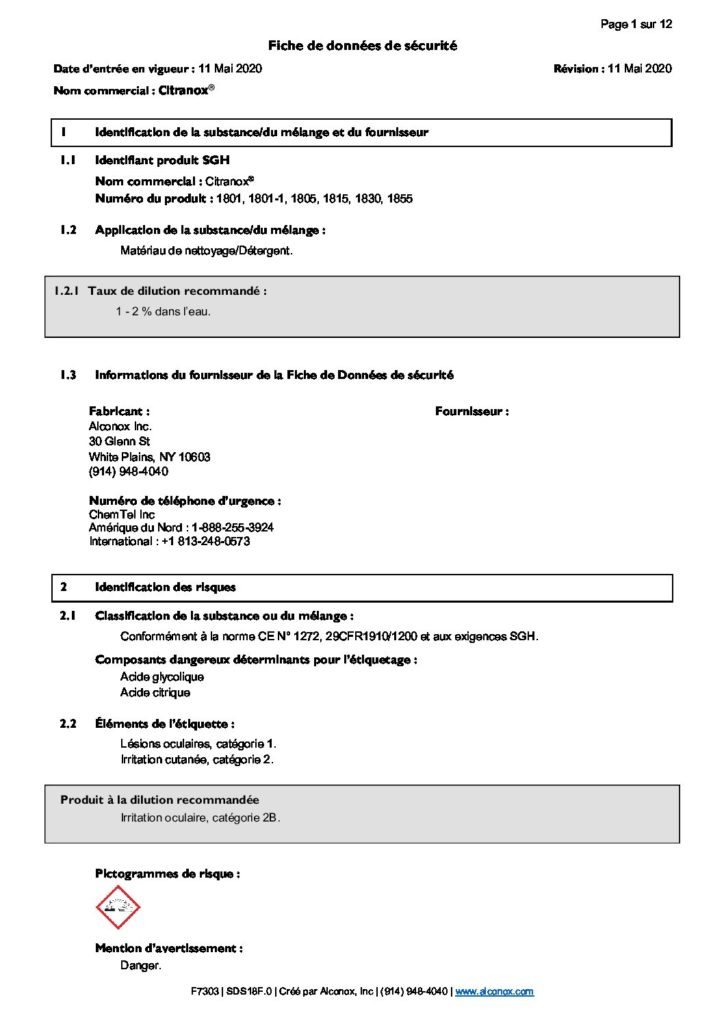 Page 1 sur 12
Fiche de données de sécurité
Date d'entrée en vigueur : 11 Mai 2020 Révision : 11 Mai 2020
Nom commercial : Citranox®
1 Identification de la substance/du mélange et du fournisseur
1.1 Identifiant produit SGH
Nom commercial : Citranox®
Numéro du produit : 1801, 1801-1, 1805, 1815, 1830, 1855
1.2 Application de la substance/du mélange :
Matériau de nettoyage/Détergent.
1.2.1 Taux de dilution recommandé :
1 - 2 % dans l'eau.
1.3 Informations du fournisseur de la Fiche de Données de sécurité
Fabricant : Fournisseur :
Alconox Inc.
30 Glenn St
White Plains, NY 10603
(914) 948-4040
Numéro de téléphone d'urgence :
ChemTel Inc
Amérique du Nord : 1-888-255-3924
International : +1 813-248-0573
2 Identification des risques
2.1 Classification de la substance ou du mélange :
Conformément à la norme CE N° 1272, 29CFR1910/1200 et aux exigences SGH.
Composants dangereux déterminants pour l'étiquetage :
Acide glycolique
Acide citrique
2.2 Éléments de l'étiquette :
Lésions oculaires, catégorie 1.
Irritation cutanée, catégorie 2.
Produit à la dilution recommandée
Irritation oculaire, catégorie 2B.
Pictogrammes de risque :
Mention d'avertissement :
Danger.
F7303 | SDS18F.0 | Créé par Alconox, Inc | (914) 948-4040 | www.alconox.com